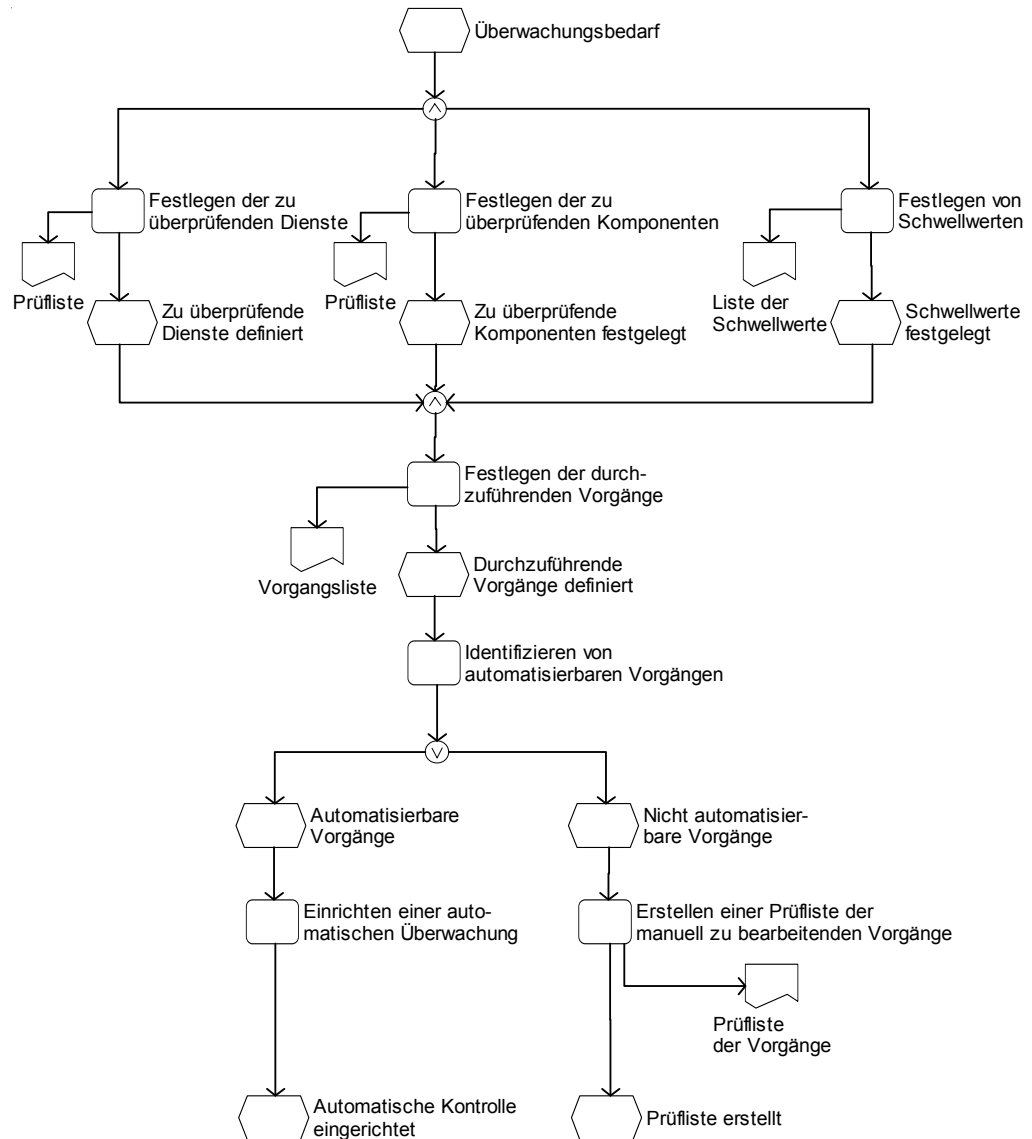 Überwachungsbedarf
Festlegen der zu
überprüfenden Dienste
Festlegen der zu
überprüfenden Komponenten
Festlegen von
Schwellwerten
Prüfliste
Prüfliste
Liste der
Schwellwerte
Zu überprüfende
Dienste definiert
Zu überprüfende
Komponenten festgelegt
Schwellwerte
festgelegt
Festlegen der durch-
zuführenden Vorgänge
Vorgangsliste
Durchzuführende
Vorgänge definiert
Identifizieren von
automatisierbaren Vorgängen
Automatisierbare
Vorgänge
Nicht automatisier-
bare Vorgänge
Einrichten einer auto-
matischen Überwachung
Erstellen einer Prüfliste der
manuell zu bearbeitenden Vorgänge
Prüfliste
der Vorgänge
Automatische Kontrolle
eingerichtet
Prüfliste erstellt